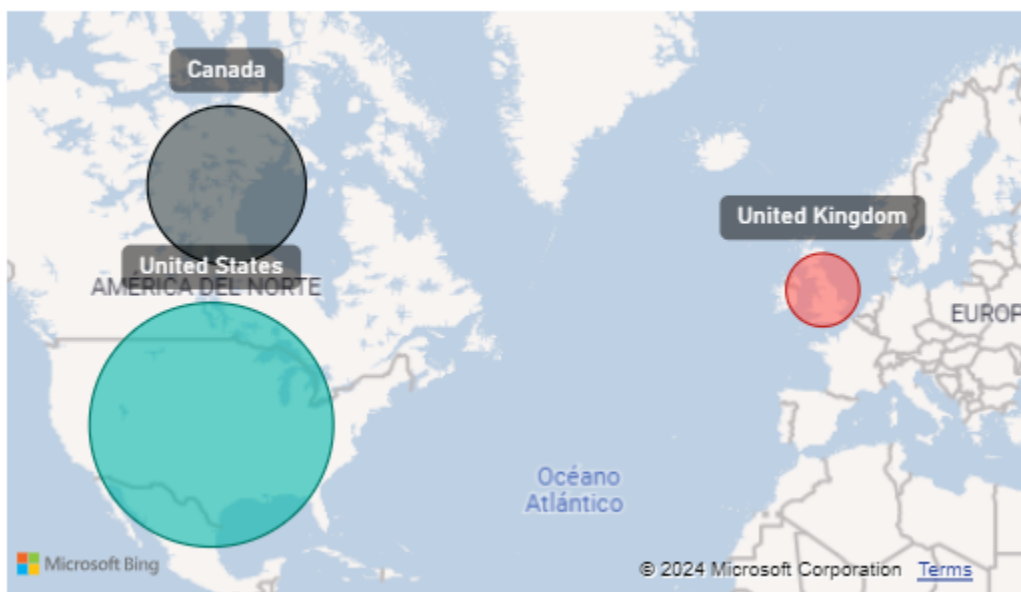 Canada
United Kingdom
United States
AMÉRICA DEL NORTE
EUROP
Océano
Atlántico
Microsoft Bing
© 2024 Microsoft Corporation Terms